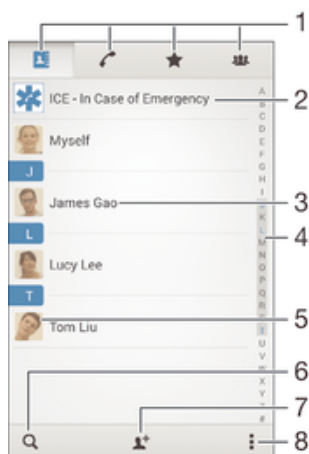 1
ICE - In Case of Emergency
2
Myself
J
James Gao
3
L
4
Lucy Lee
T
5
Tom Liu
6
7
8
A
B
C
D
E
F
G
H
I
J
K
L
M
N
O
P
Q
R
S
T
U
V
W
X
Y
Z
#